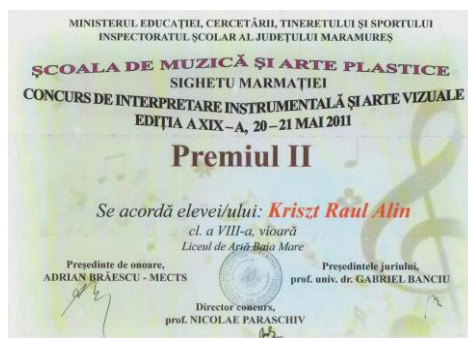 MINISTERUL EDUCAȚIEI, CERCETĂRII, TINERETULUI ȘI SPORTULUI
INSPECTORATUL ȘCOLAR AL JUDEȚULUI MARAMUREȘ
ȘCOALA DE MUZICĂ ȘI ARTE PLASTICE
SIGHETU MARMAȚIEI
CONCURS DE INTERPRETARE INSTRUMENTALĂ ȘI ARTE VIZUALE
EDIȚIA A XIX – A, 20 – 21 MAI 2011
Premiul II
Se acordă elevei/ului: Kriszt Raul Alin
cl. a VIII-a, vioară
Liceul de Artă Baia Mare
Președinte de onoare,
ADRIAN BRĂESCU - MECTS
Președintele juriului,
prof. univ. dr. GABRIEL BANCIU
Director concurs,
prof. NICOLAE PARASCHIV